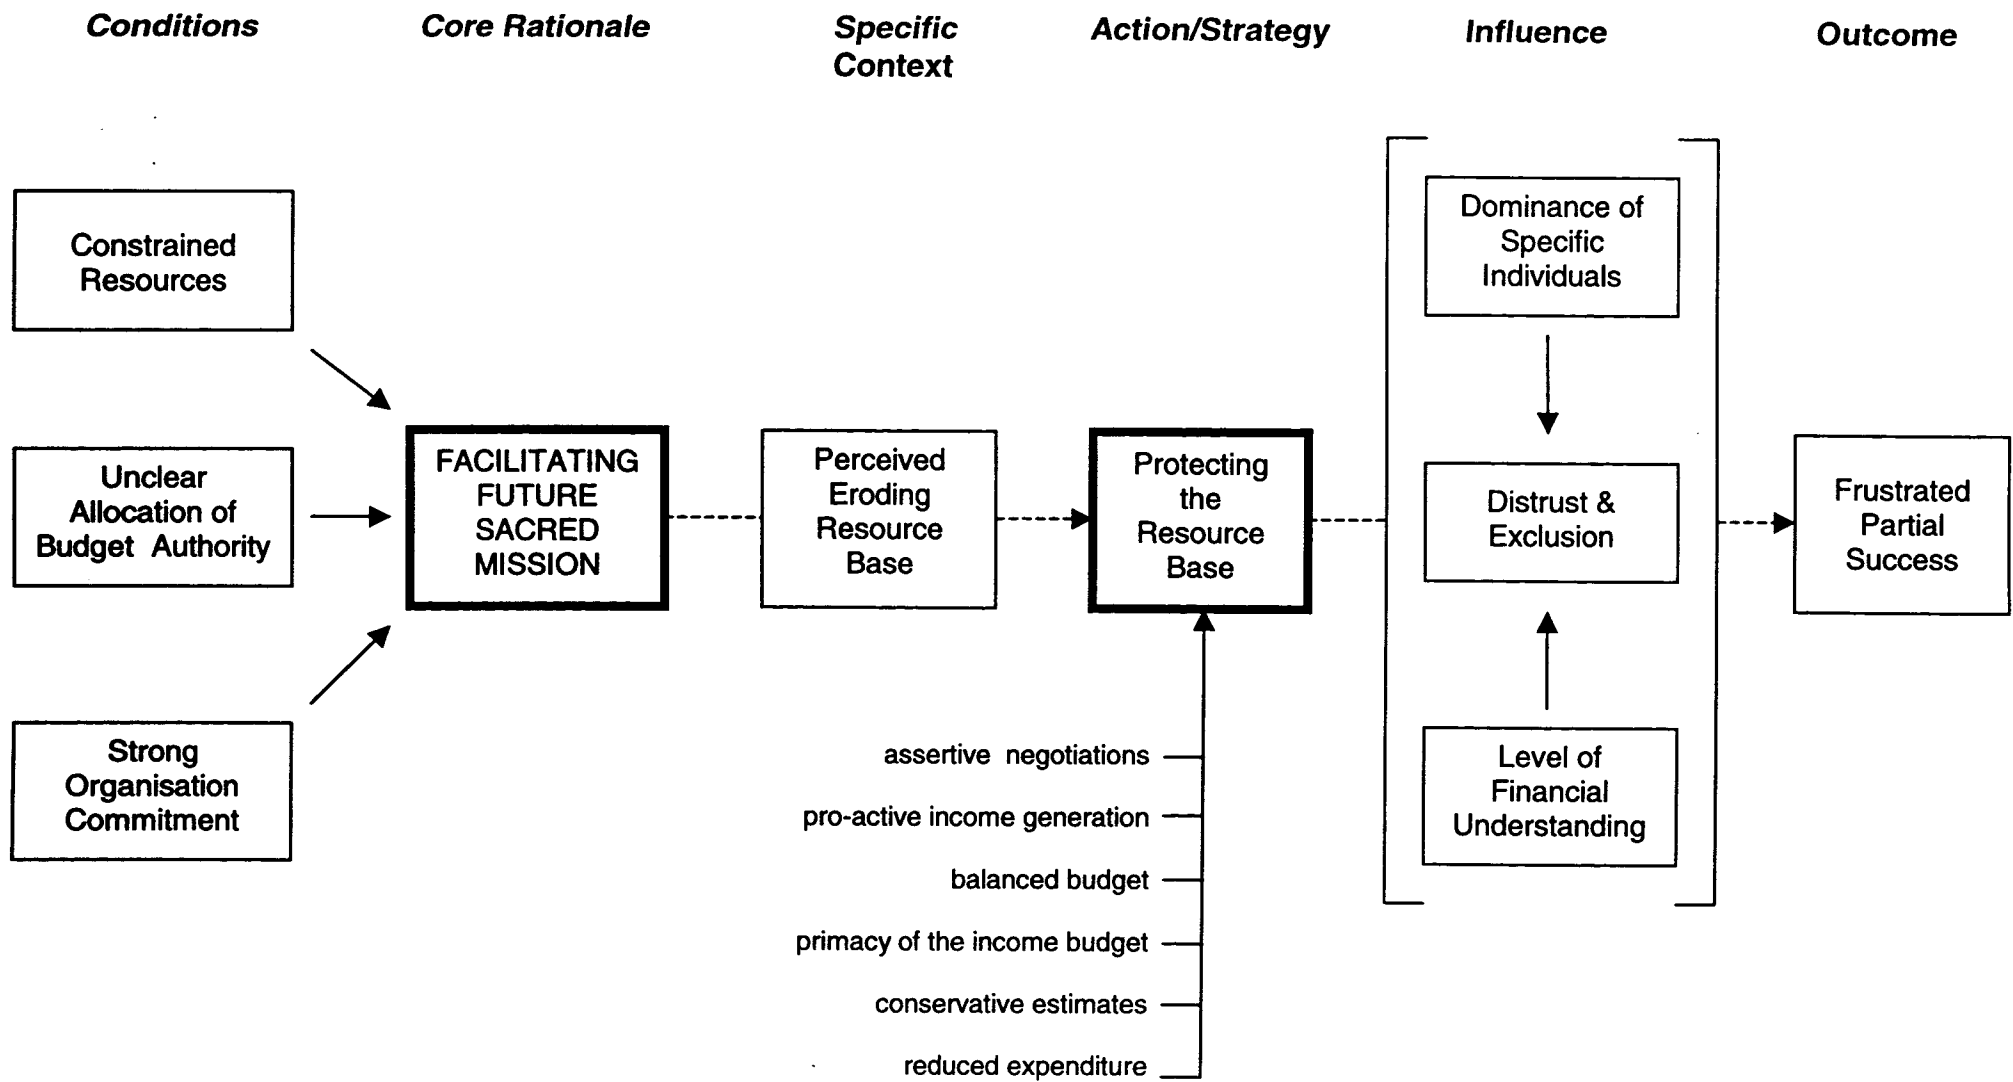 Conditions
Core Rationale
Specific
Context
Action/Strategy
Influence
Outcome
Constrained
Resources
Unclear
Allocation of
Budget Authority
Strong
Organisation
Commitment
FACILITATING
FUTURE
SACRED
MISSION
Perceived
Eroding
Resource
Base
Protecting
the
Resource
Base
assertive negotiations
pro-active income generation
balanced budget
primacy of the income budget
conservative estimates
reduced expenditure
Dominance of
Specific
Individuals
Distrust &
Exclusion
Level of
Financial
Understanding
Frustrated
Partial
Success